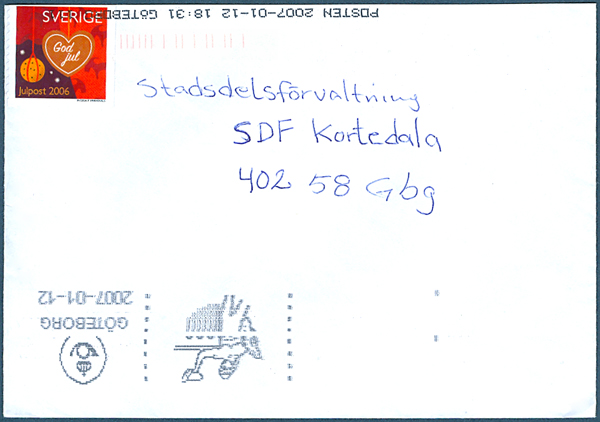 POSTEN 2007-01-12 18:31 GÖTEBORG
SVERIGE
God
jul
Julpost 2006
Stadsdelsförvaltning
SDF Kortedala
402 58 Gbg
GÖTEBORG
2007-01-12